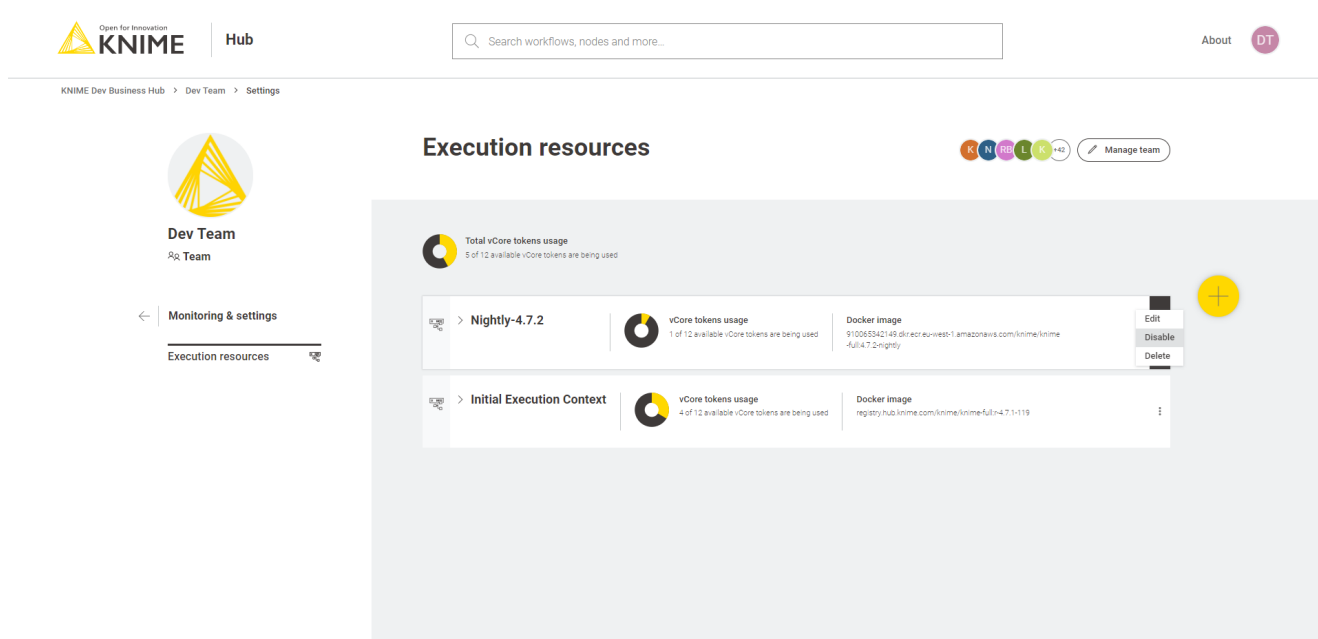 Open for Innovation
KNIME
Hub
Search workflows, nodes and more...
About
DT
KNIME Dev Business Hub > Dev Team > Settings
Execution resources
K N RB L K +42
Manage team
Dev Team
Team
Monitoring & settings
Execution resources
Total vCore tokens usage
5 of 12 available vCore tokens are being used
Nightly-4.7.2
vCore tokens usage
1 of 12 available vCore tokens are being used
Docker image
910065342149.dkr.ecr.eu-west-1.amazonaws.com/knime/knime
-full:4.7.2-nightly
Edit
Disable
Delete
Initial Execution Context
vCore tokens usage
4 of 12 available vCore tokens are being used
Docker image
registry.hub.knime.com/knime/knime-full:r-4.7.1-119